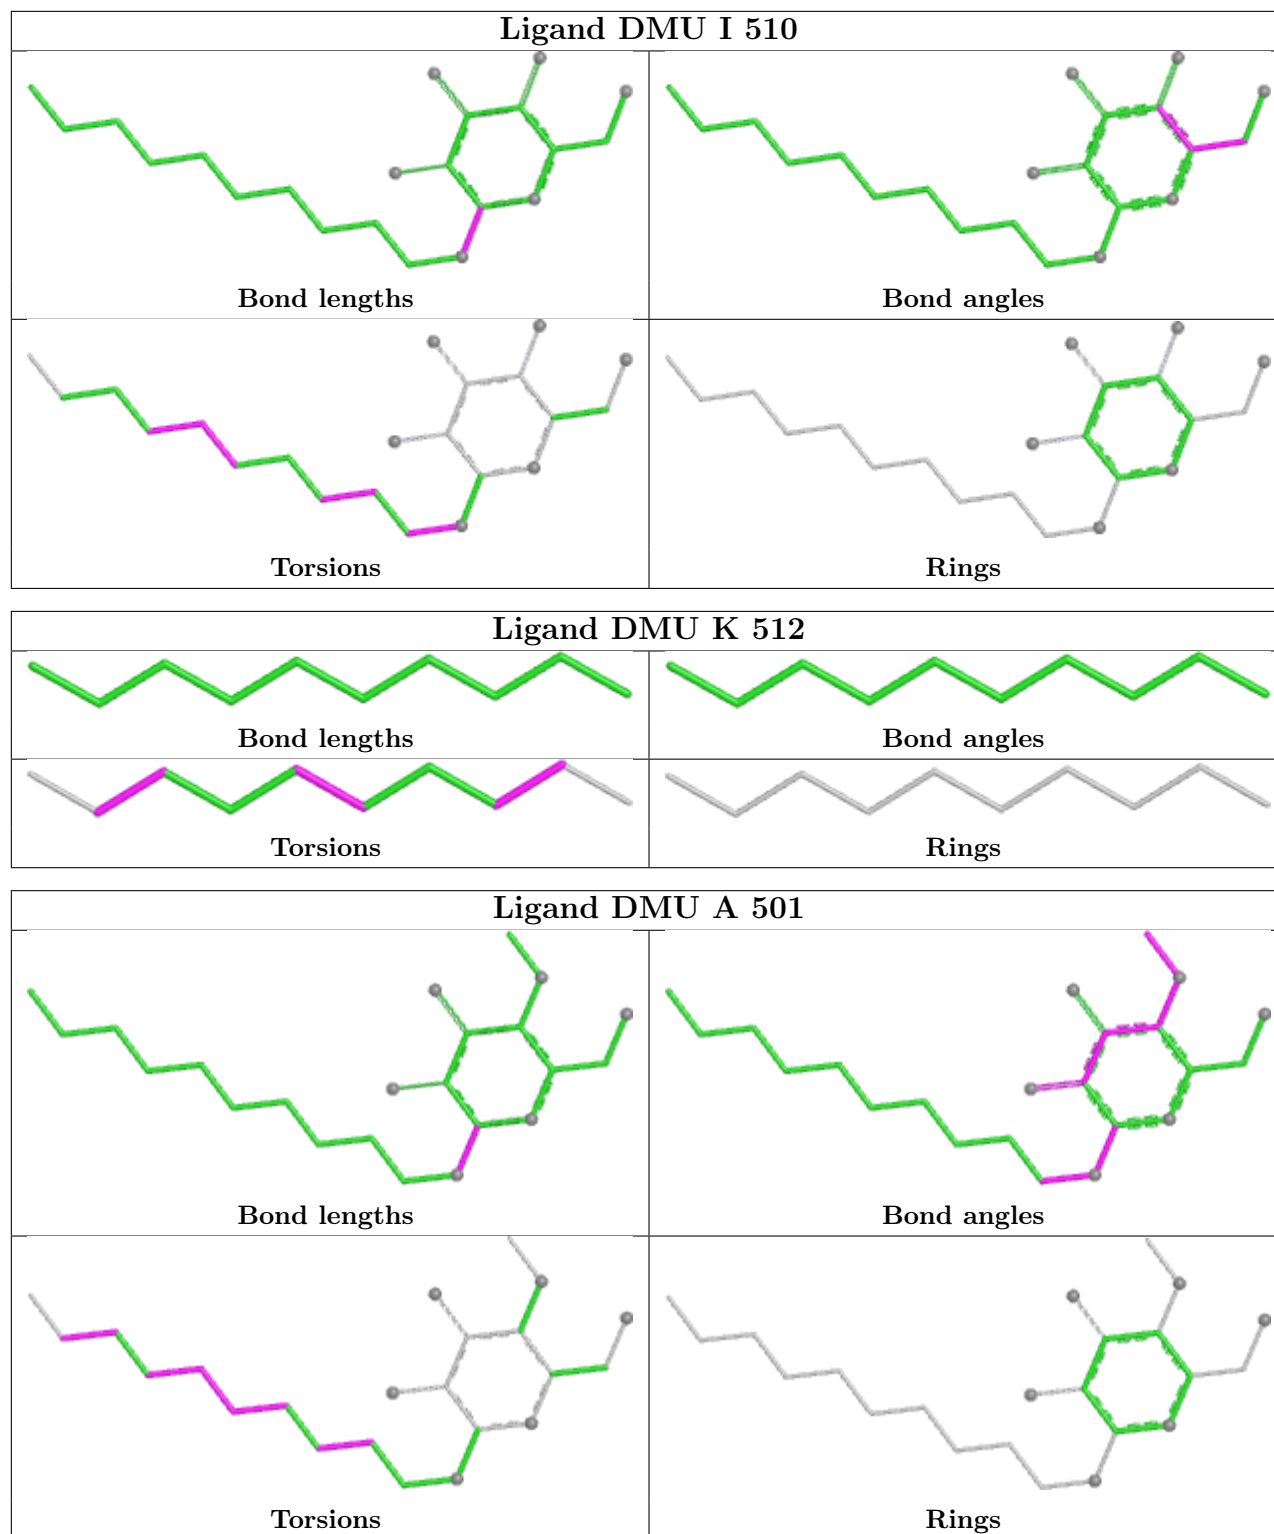 Ligand DMU I 510
Bond lengths
Bond angles
Torsions
Rings
Ligand DMU K 512
Bond lengths
Bond angles
Torsions
Rings
Ligand DMU A 501
Bond lengths
Bond angles
Torsions
Rings